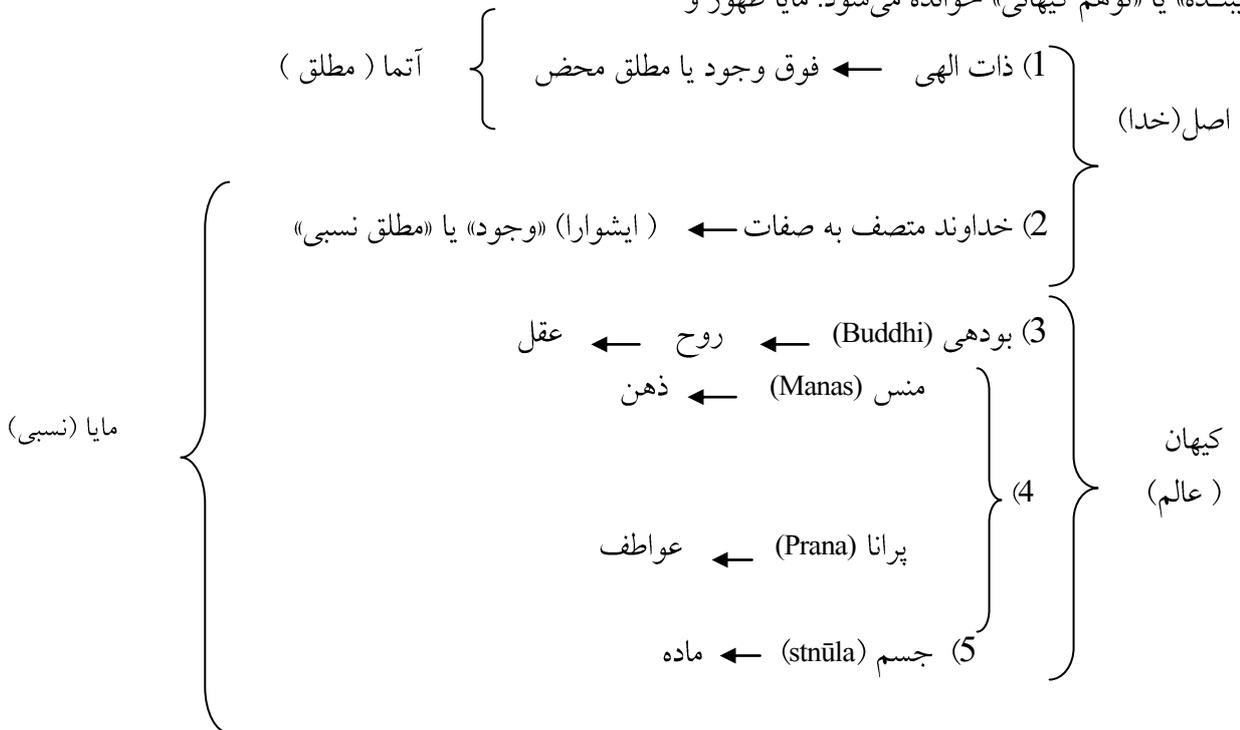 یا «توهم کیهانی» خوانده می‌شود. مایا ظهور و
اصل(خدا)
1) ذات الهی ← فوق وجود یا مطلق محض
آتما ( مطلق )
2) خداوند متصف به صفات ← ( ایشوارا) «وجود» یا «مطلق نسبی»
3) بودهی (Buddhi) ← روح ← عقل
منس (Manas) ← ذهن
مایا (نسبی)
کیهان
( عالم)
4)
پرانا (Prana) ← عواطف
5) جسم (stnūla) ← ماده